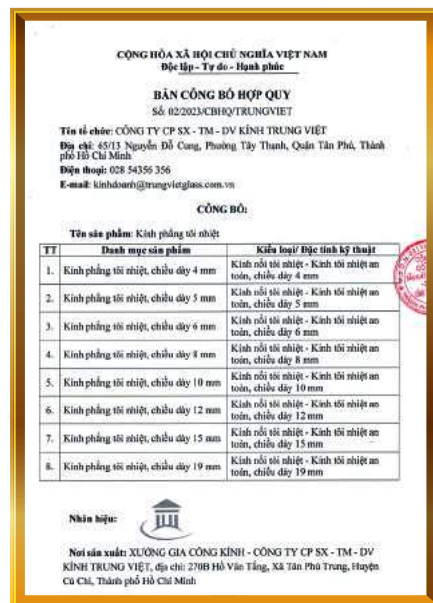 CỘNG HÒA XÃ HỘI CHỦ NGHĨA VIỆT NAM
Độc lập - Tự do - Hạnh phúc
BẢN CÔNG BỐ HỢP QUY
Số: 02/2023/CBHQ/TRUNGVIET
Tên tổ chức: CÔNG TY CP SX - TM - DV KÍNH TRUNG VIỆT
Địa chỉ: 65/13 Nguyễn Đỗ Cung, Phường Tây Thạnh, Quận Tân Phú, Thành
phố Hồ Chí Minh
Điện thoại: 028 54356 356
E-mail: kinhdoanh@trungvietglass.com.vn
CÔNG BỐ:
Tên sản phẩm: Kính phẳng tôi nhiệt
TT Danh mục sản phẩm Kiểu loại/ Đặc tính kỹ thuật
1. Kính phẳng tôi nhiệt, chiều dày 4 mm Kính nổi tôi nhiệt - Kính tôi nhiệt an
toàn, chiều dày 4 mm
2. Kính phẳng tôi nhiệt, chiều dày 5 mm Kính nổi tôi nhiệt - Kính tôi nhiệt an
toàn, chiều dày 5 mm
3. Kính phẳng tôi nhiệt, chiều dày 6 mm Kính nổi tôi nhiệt - Kính tôi nhiệt an
toàn, chiều dày 6 mm
4. Kính phẳng tôi nhiệt, chiều dày 8 mm Kính nổi tôi nhiệt - Kính tôi nhiệt an
toàn, chiều dày 8 mm
5. Kính phẳng tôi nhiệt, chiều dày 10 mm Kính nổi tôi nhiệt - Kính tôi nhiệt an
toàn, chiều dày 10 mm
6. Kính phẳng tôi nhiệt, chiều dày 12 mm Kính nổi tôi nhiệt - Kính tôi nhiệt an
toàn, chiều dày 12 mm
7. Kính phẳng tôi nhiệt, chiều dày 15 mm Kính nổi tôi nhiệt - Kính tôi nhiệt an
toàn, chiều dày 15 mm
8. Kính phẳng tôi nhiệt, chiều dày 19 mm Kính nổi tôi nhiệt - Kính tôi nhiệt an
toàn, chiều dày 19 mm
Nhãn hiệu:
Nơi sản xuất: XƯỞNG GIA CÔNG KÍNH - CÔNG TY CP SX - TM - DV
KÍNH TRUNG VIỆT, địa chỉ: 270B Hồ Văn Tắng, Xã Tân Phú Trung, Huyện
Củ Chi, Thành phố Hồ Chí Minh